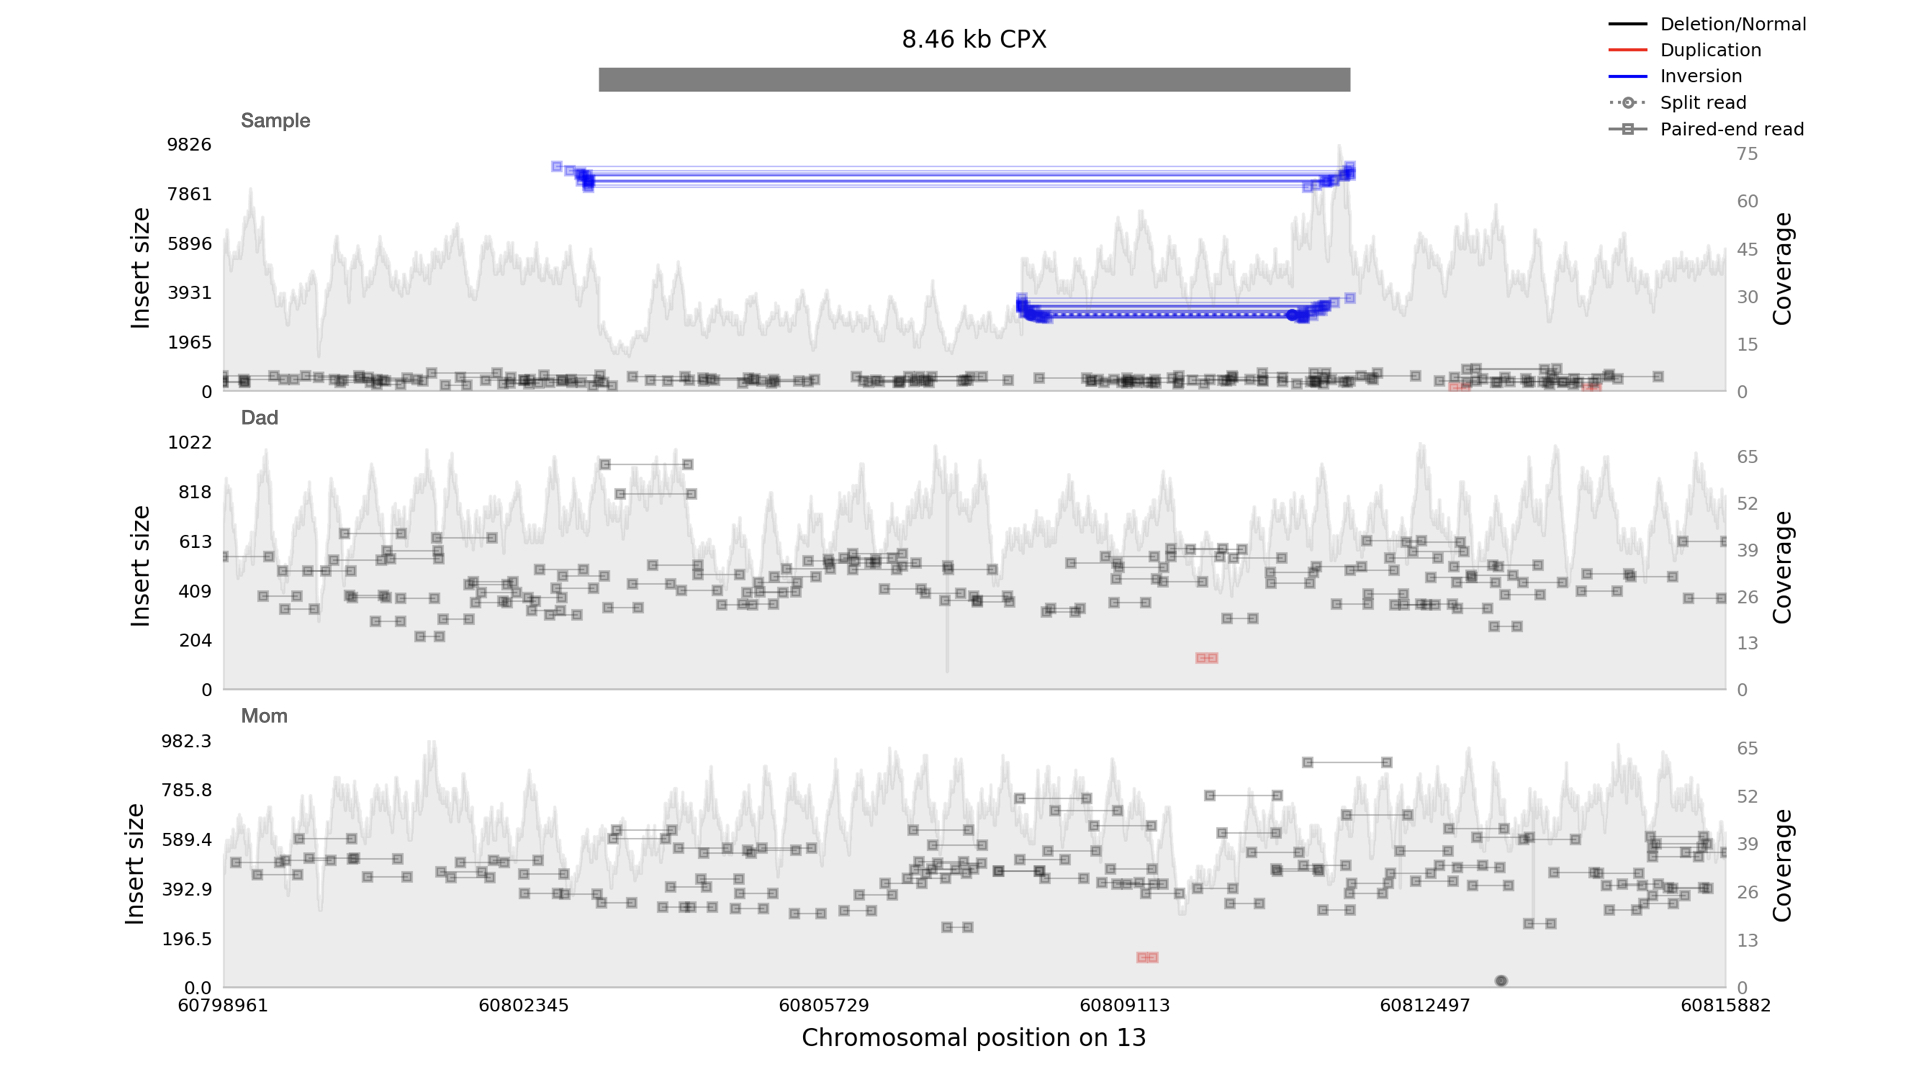 8.46 kb CPX
Deletion/Normal
Duplication
Inversion
Split read
Paired-end read
Sample
9826
7861
5896
3931
1965
0
Insert size
75
60
45
30
15
0
Coverage
Dad
1022
818
613
409
204
0
Insert size
65
52
39
26
13
0
Coverage
Mom
982.3
785.8
589.4
392.9
196.5
0.0
Insert size
65
52
39
26
13
0
Coverage
60798961 60802345 60805729 60809113 60812497 60815882
Chromosomal position on 13